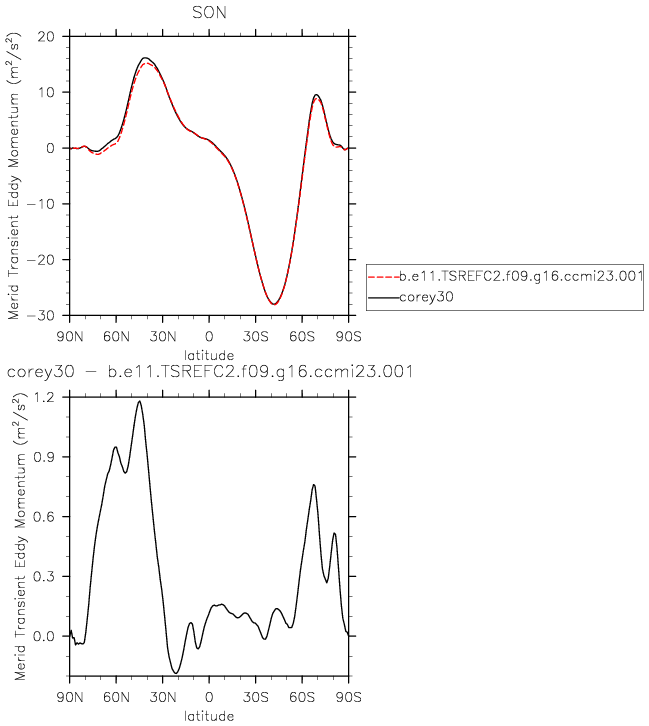 SON
Merid Transient Eddy Momentum (m²/s²)
20
10
0
−10
−20
−30
90N 60N 30N 0 30S 60S 90S
latitude
b.e11.TSREFC2.f09.g16.ccmi23.001
corey30
corey30 − b.e11.TSREFC2.f09.g16.ccmi23.001
Merid Transient Eddy Momentum (m²/s²)
1.2
0.9
0.6
0.3
0.0
90N 60N 30N 0 30S 60S 90S
latitude